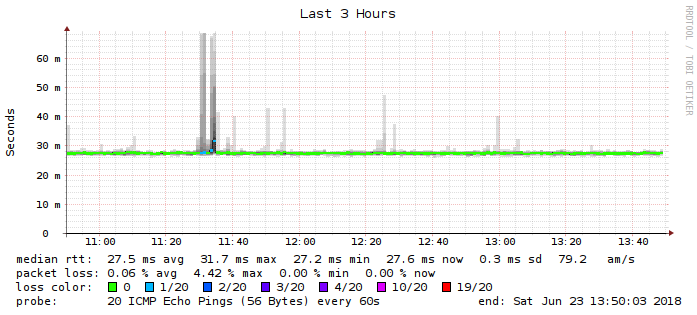 Last 3 Hours
RRDTOOL / TOBI OETIKER
Seconds
60 m
50 m
40 m
30 m
20 m
10 m
0
11:00 11:20 11:40 12:00 12:20 12:40 13:00 13:20 13:40
median rtt: 27.5 ms avg 31.7 ms max 27.2 ms min 27.6 ms now 0.3 ms sd 79.2 am/s
packet loss: 0.06 % avg 4.42 % max 0.00 % min 0.00 % now
loss color: 0 1/20 2/20 3/20 4/20 10/20 19/20
probe: 20 ICMP Echo Pings (56 Bytes) every 60s end: Sat Jun 23 13:50:03 2018